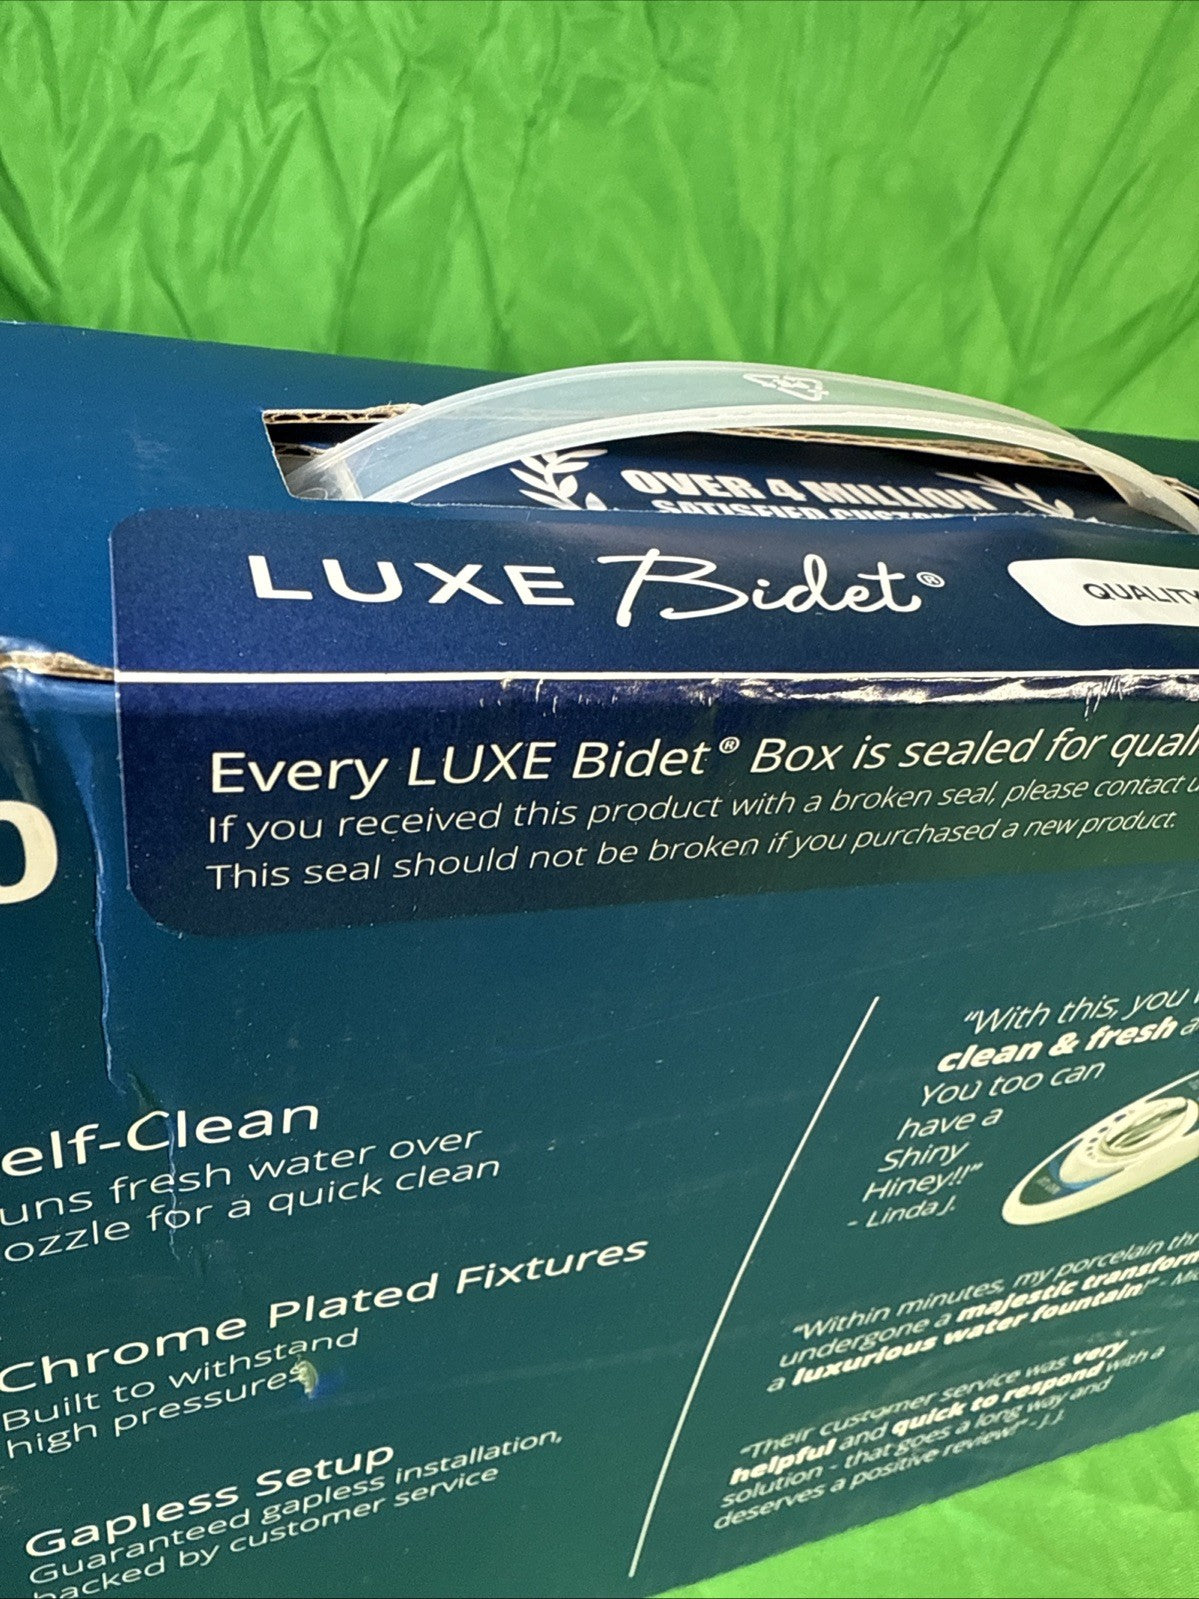 OVER 4 MILLION
LUXE Bidet®
QUALITY
Every LUXE Bidet® Box is sealed for
If you received this product with a broken seal, please contact
This seal should not be broken if you purchased a new product.
elf-Clean
uns fresh water over
ozzle for a quick clean
Chrome Plated Fixtures
Built to withstand
high pressures
Gapless Setup
Guaranteed gapless installation,
backed by customer service
"With this, you
clean & fresh
You too can
have a
Shiny
Hiney!!"
- Linda J.
"Within minutes, my porcelain
undergone a majestic
a luxurious water fountain!" -
"Their customer service was very
helpful and quick to respond with a
solution - that goes a long way and
deserves a positive review!" - J.J.